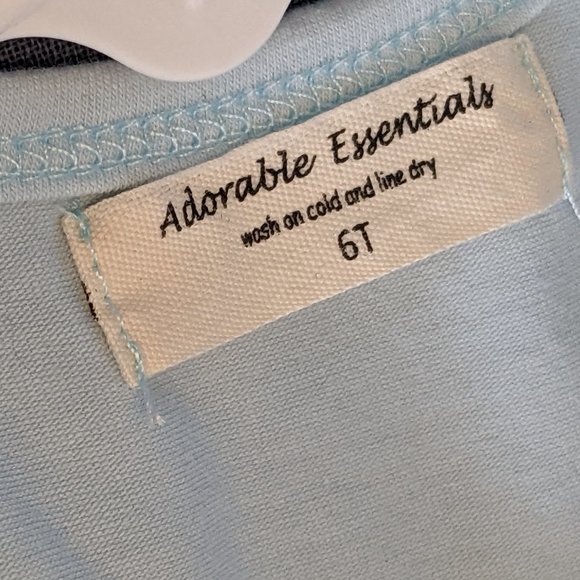 Adorable Essentials
wash on cold and line dry
6T